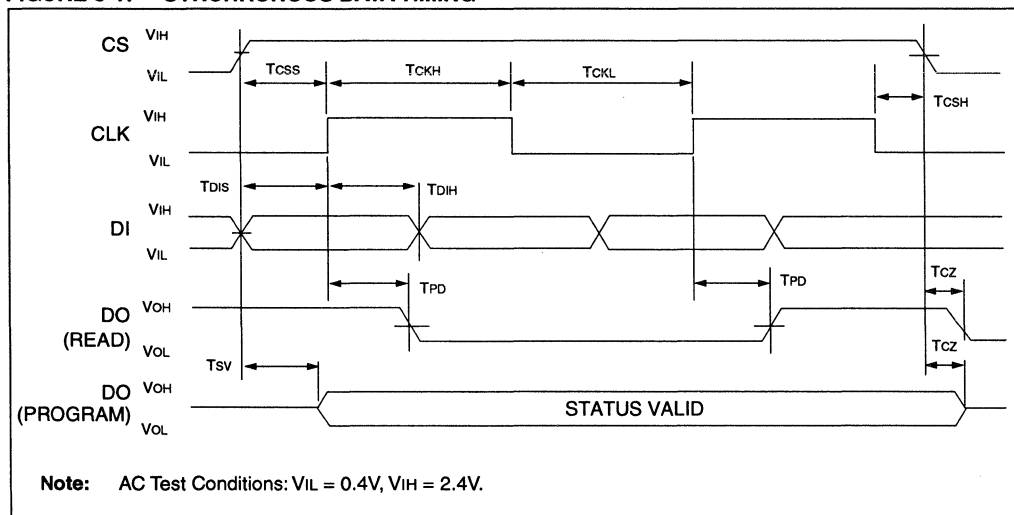 CS VIH
VIL
TCSS TCKH TCKL
TCSH
CLK VIH
VIL
TDIS TDIH
DI VIH
VIL
TPD TPD TCZ
DO (READ) VOH
VOL
TSV TCZ
DO (PROGRAM) VOH
VOL
STATUS VALID
Note: AC Test Conditions: VIL = 0.4V, VIH = 2.4V.